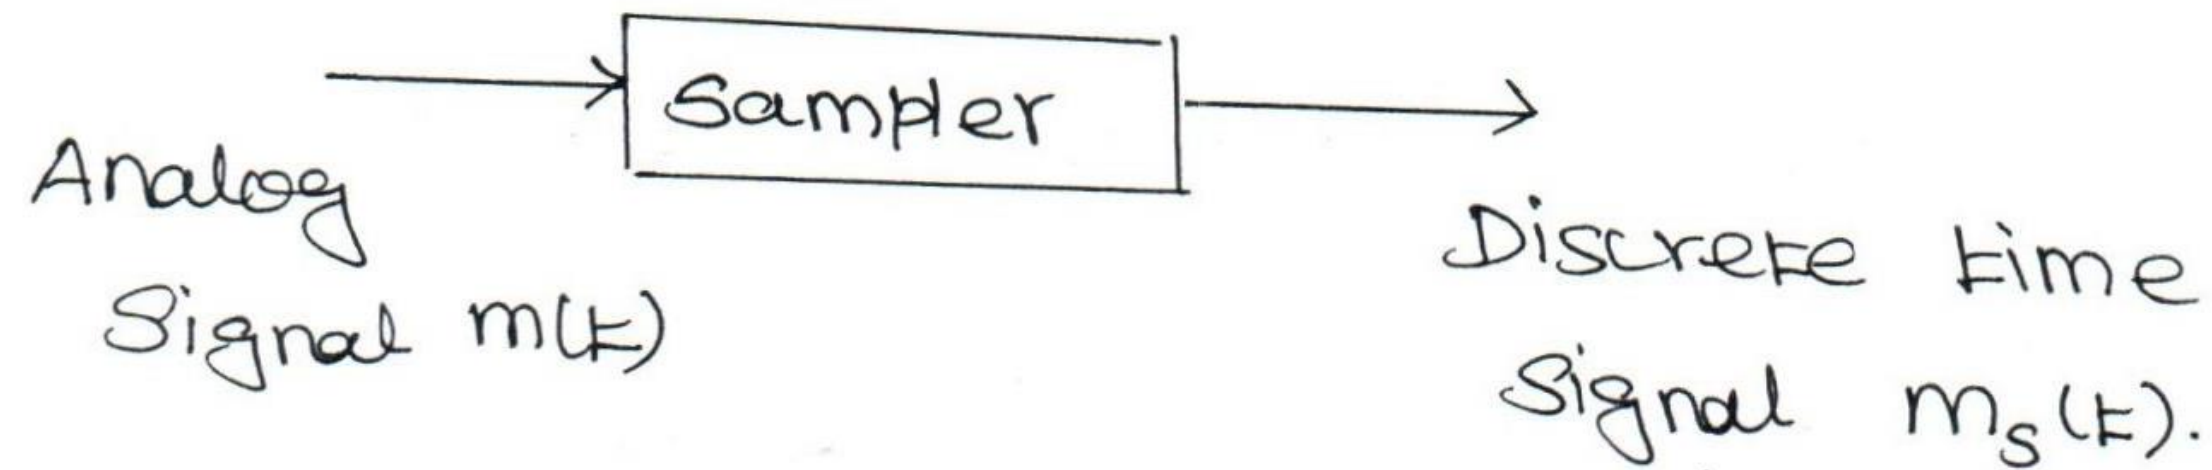 Sampler
Analog
Signal m(t)
Discrete time
Signal mₛ(t).